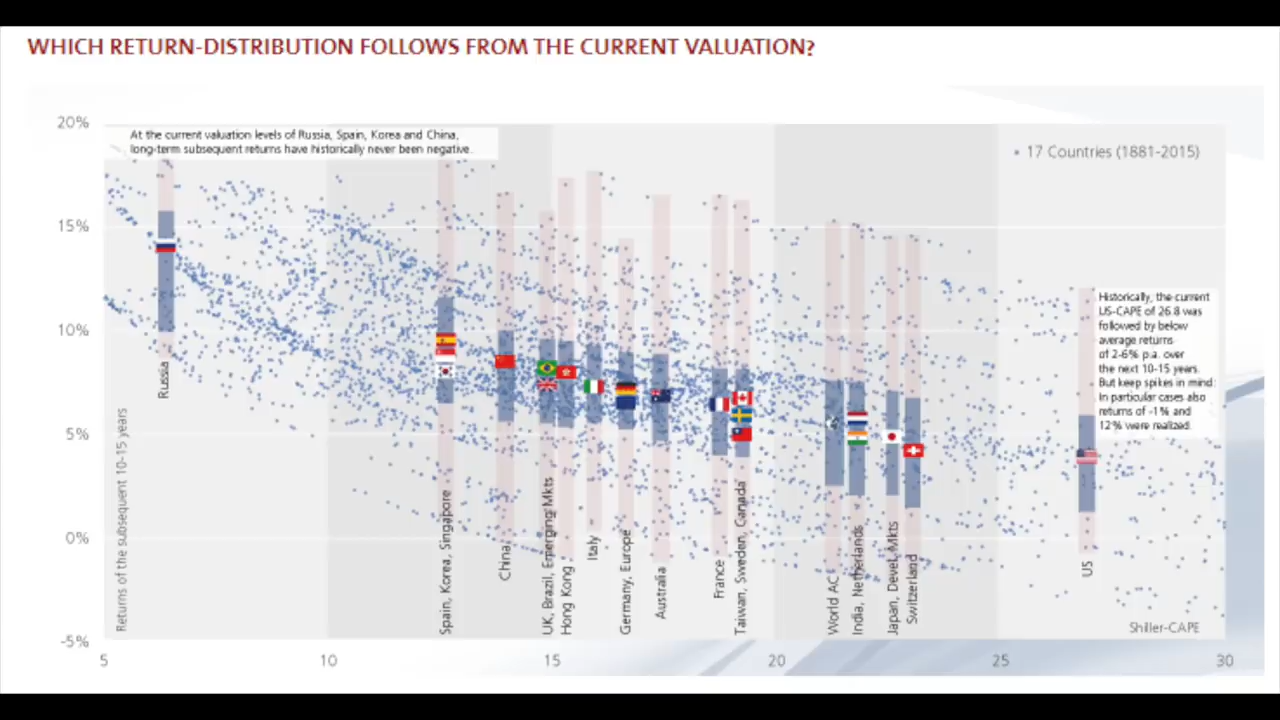 WHICH RETURN-DISTRIBUTION FOLLOWS FROM THE CURRENT VALUATION?
20%
At the current valuation levels of Russia, Spain, Korea and China,
long-term subsequent returns have historically never been negative.
17 Countries (1881-2015)
15%
10%
5%
0%
-5%
Returns of the subsequent 10-15 years
Historically, the current
US-CAPE of 26.8 was
followed by below
average returns
of 2-6% p.a. over
the next 10-15 years.
But keep spikes in mind:
In particular cases also
returns of -1% and
12% were realized.
Russia
Spain, Korea, Singapore
China
UK, Brazil, Emerging Mkts
Hong Kong
Italy
Germany, Europe
Australia
France
Taiwan, Sweden, Canada
World AC
India, Netherlands
Japan, Devel. Mkts
Switzerland
US
Shiller-CAPE
5
10
15
20
25
30